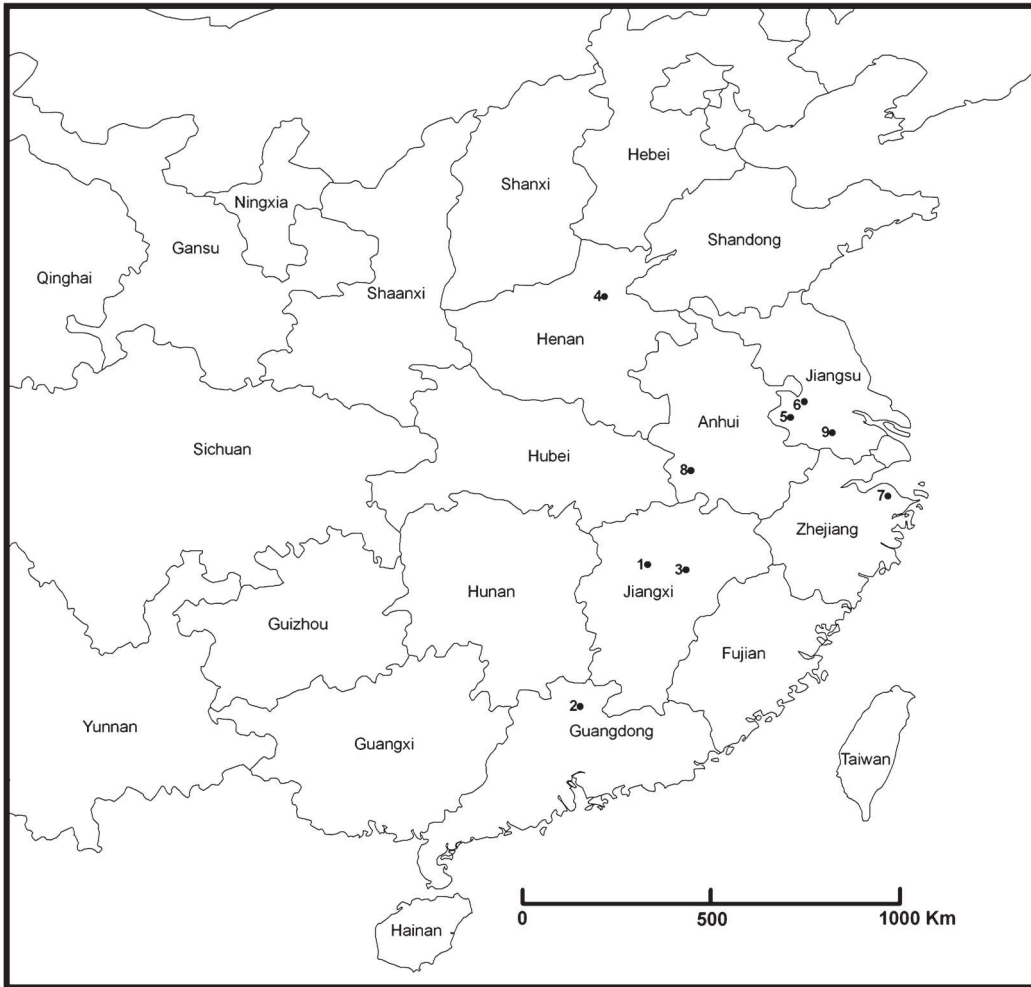 Hebei
Shanxi
Ningxia
Shandong
Gansu
Qinghai
Shaanxi
4
Henan
Jiangsu
6
5
Anhui
9
Sichuan
Hubei
8
7
Zhejiang
1
3
Hunan
Jiangxi
Guizhou
Fujian
2
Yunnan
Guangdong
Guangxi
Taiwan
0
500
1000 Km
Hainan